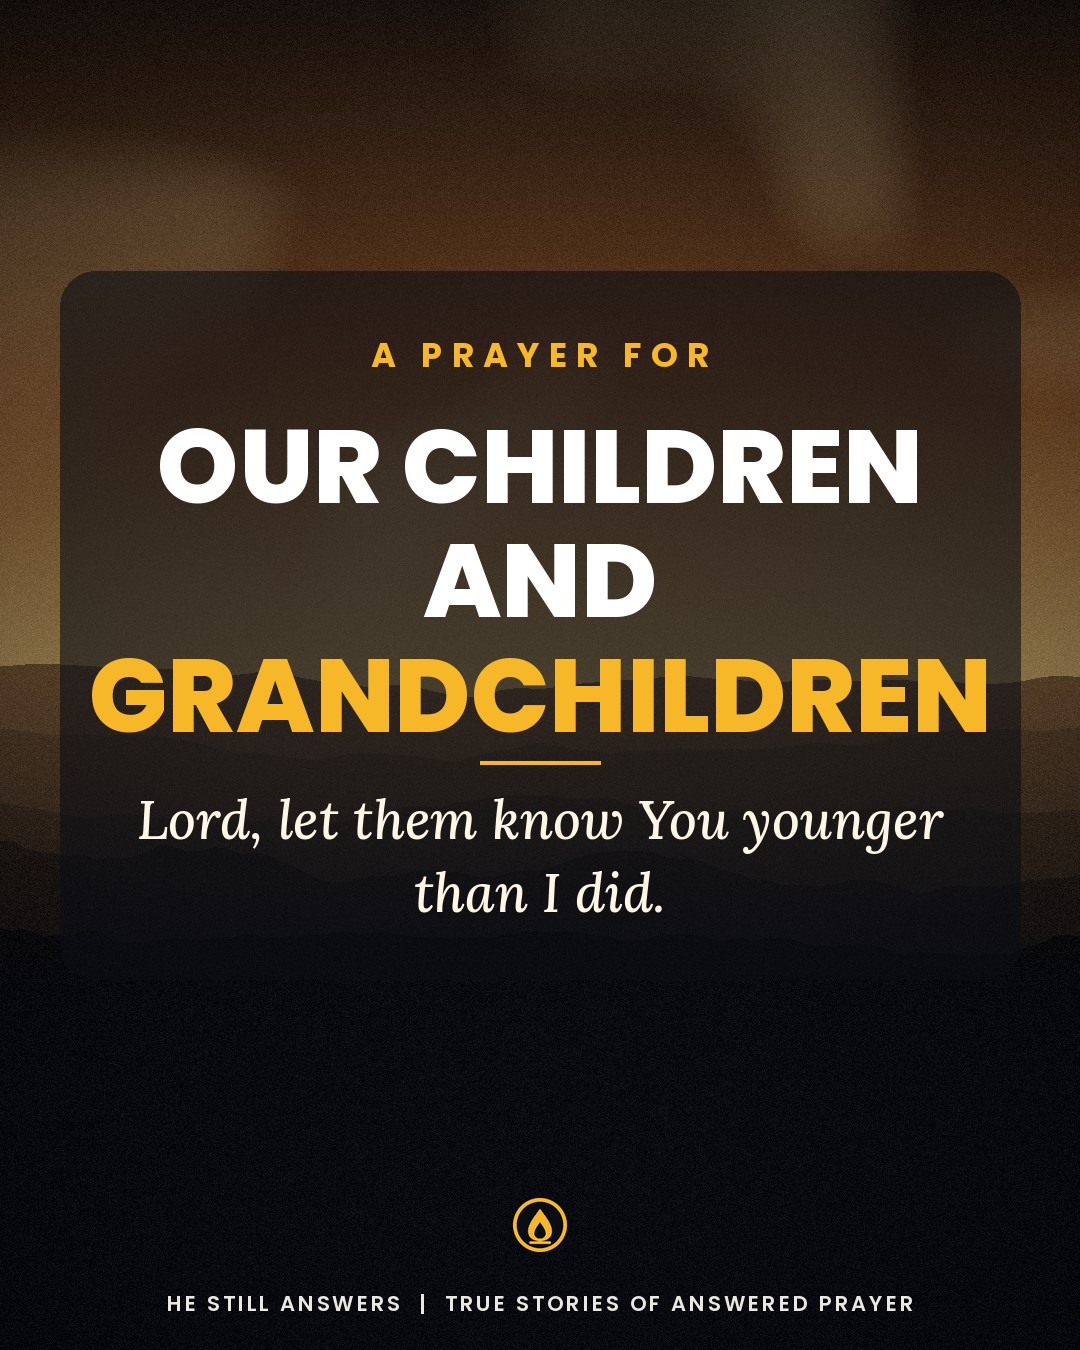 A PRAYER FOR
OUR CHILDREN
AND
GRANDCHILDREN
Lord, let them know You younger
than I did.
HE STILL ANSWERS | TRUE STORIES OF ANSWERED PRAYER